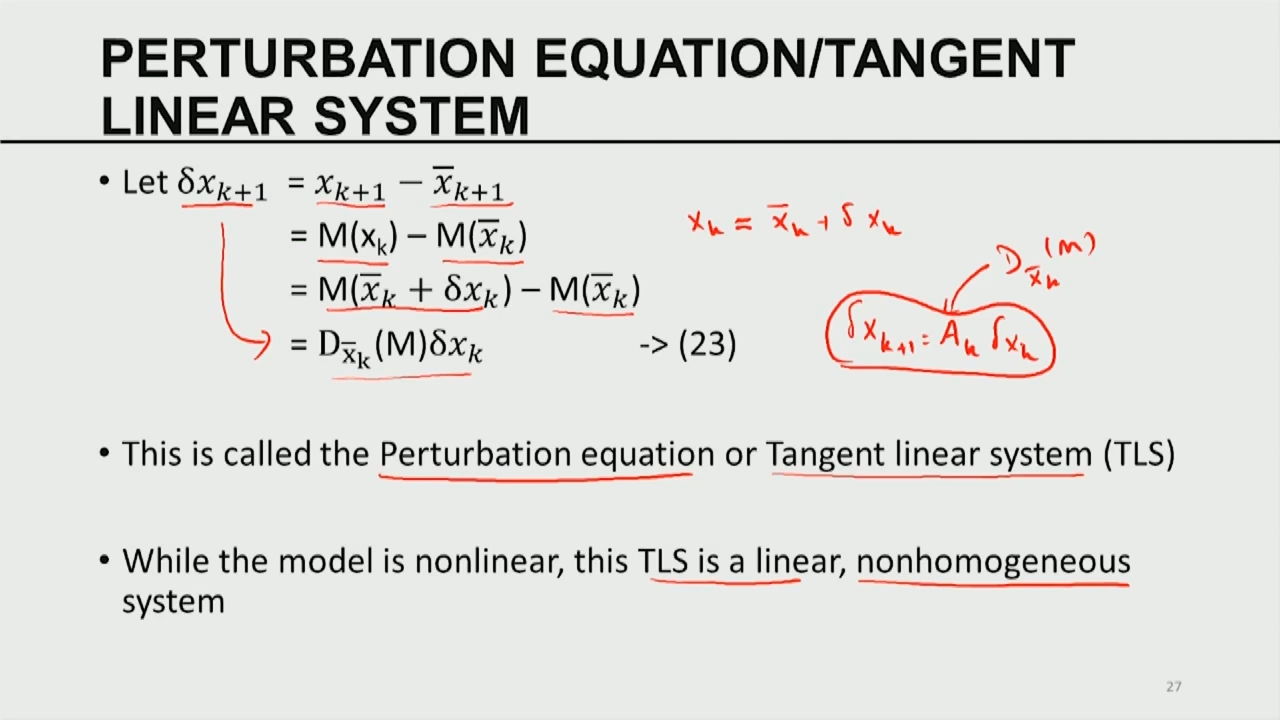 PERTURBATION EQUATION/TANGENT
LINEAR SYSTEM
• Let δx_{k+1} = x_{k+1} − x̅_{k+1}
= M(x_k) − M(x̅_k)
x_k = x̅_k + δx_k
= M(x̅_k + δx_k) − M(x̅_k)
D_{x̅_k}(M)
= D_{x̅_k}(M)δx_k -> (23)
δx_{k+1} = A_k δx_k
• This is called the Perturbation equation or Tangent linear system (TLS)
• While the model is nonlinear, this TLS is a linear, nonhomogeneous
system
27